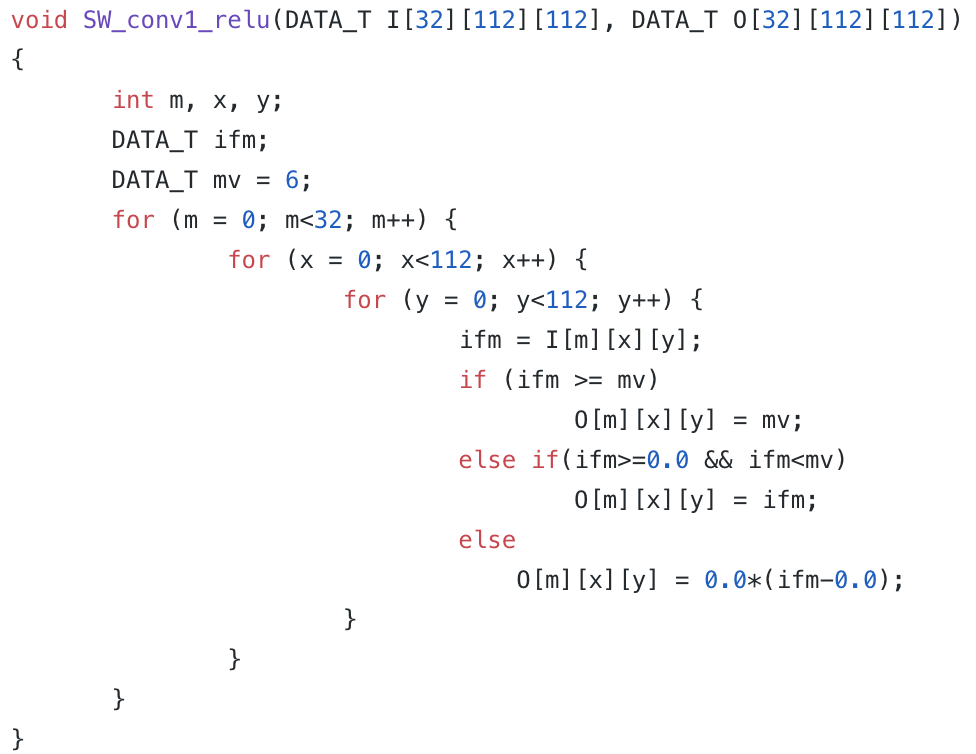 void SW_conv1_relu(DATA_T I[32][112][112], DATA_T O[32][112][112])
{
        int m, x, y;
        DATA_T ifm;
        DATA_T mv = 6;
        for (m = 0; m<32; m++) {
                for (x = 0; x<112; x++) {
                        for (y = 0; y<112; y++) {
                                ifm = I[m][x][y];
                                if (ifm >= mv)
                                        O[m][x][y] = mv;
                                else if(ifm>=0.0 && ifm<mv)
                                        O[m][x][y] = ifm;
                                else
                                    O[m][x][y] = 0.0*(ifm-0.0);
                        }
                }
        }
}